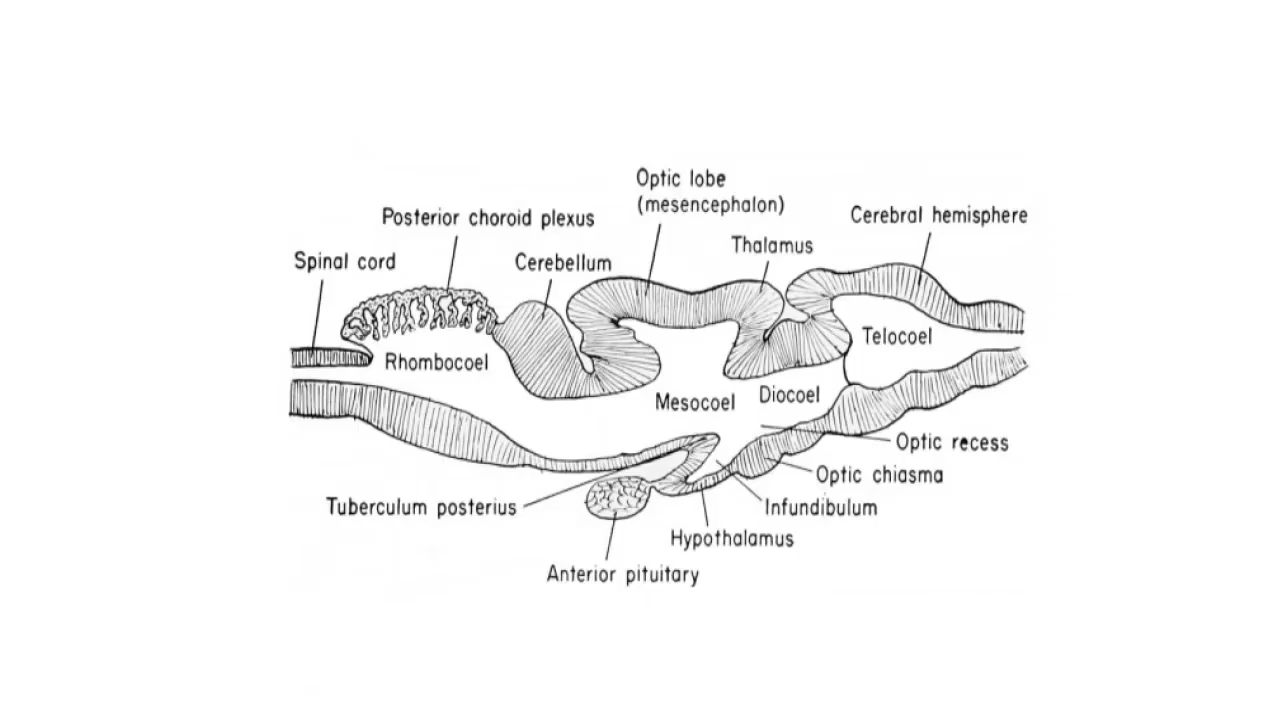 Optic lobe
(mesencephalon)
Posterior choroid plexus
Cerebral hemisphere
Thalamus
Spinal cord
Cerebellum
Telocoel
Rhombocoel
Mesocoel
Diocoel
Optic recess
Optic chiasma
Tuberculum posterius
Infundibulum
Hypothalamus
Anterior pituitary